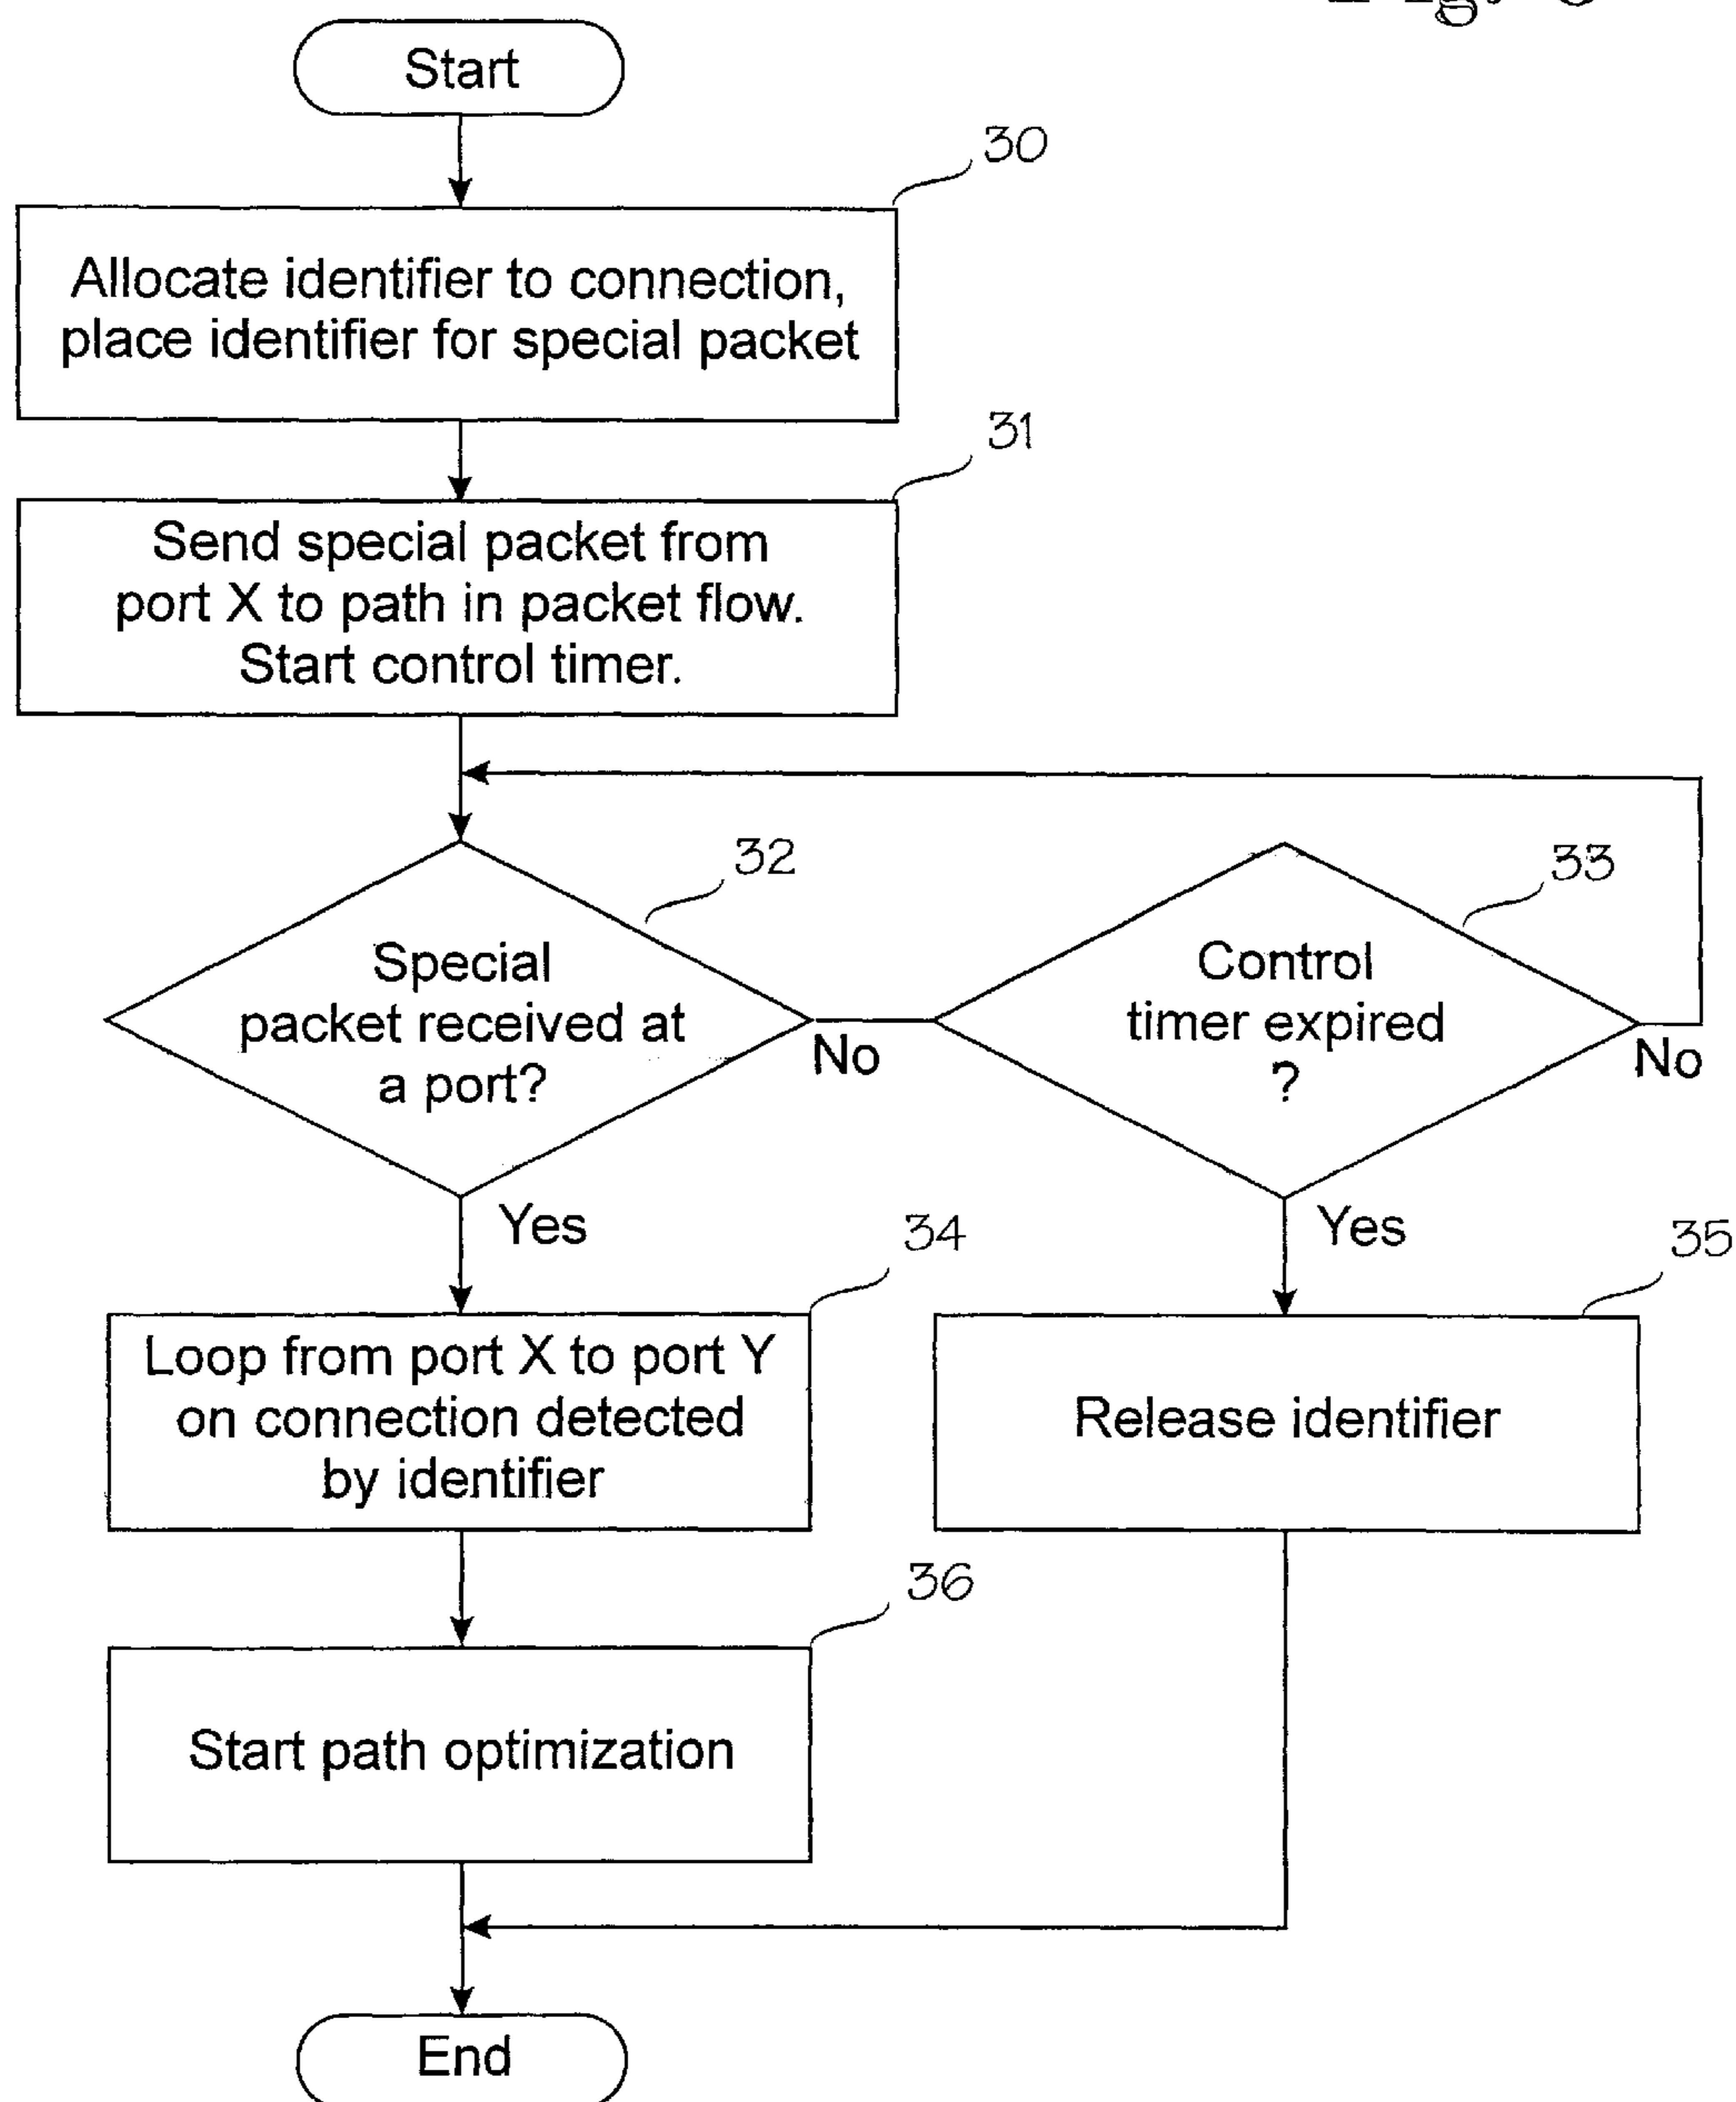 Start
30
Allocate identifier to connection,
place identifier for special packet
31
Send special packet from
port X to path in packet flow.
Start control timer.
32
Special
packet received at
a port?
No
33
Control
timer expired
?
No
Yes
34
Loop from port X to port Y
on connection detected
by identifier
Yes
35
Release identifier
36
Start path optimization
End